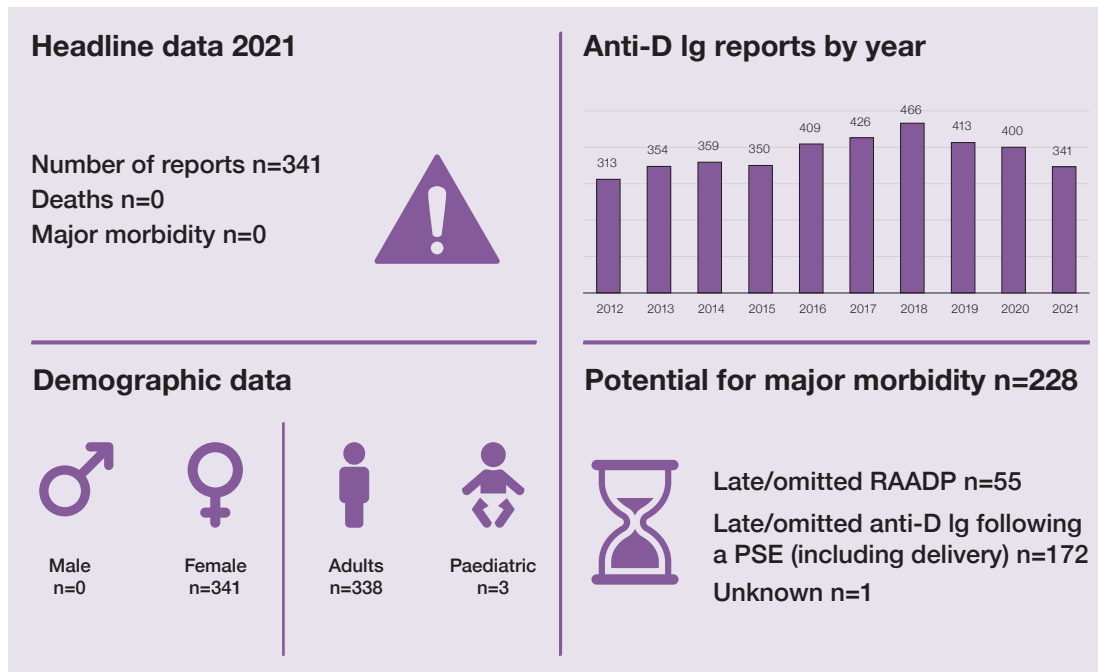 Headline data 2021
Number of reports n=341
Deaths n=0
Major morbidity n=0
Anti-D Ig reports by year
313
354
359
350
409
426
466
413
400
341
2012
2013
2014
2015
2016
2017
2018
2019
2020
2021
Demographic data
Male
n=0
Female
n=341
Adults
n=338
Paediatric
n=3
Potential for major morbidity n=228
Late/omitted RAADP n=55
Late/omitted anti-D Ig following
a PSE (including delivery) n=172
Unknown n=1